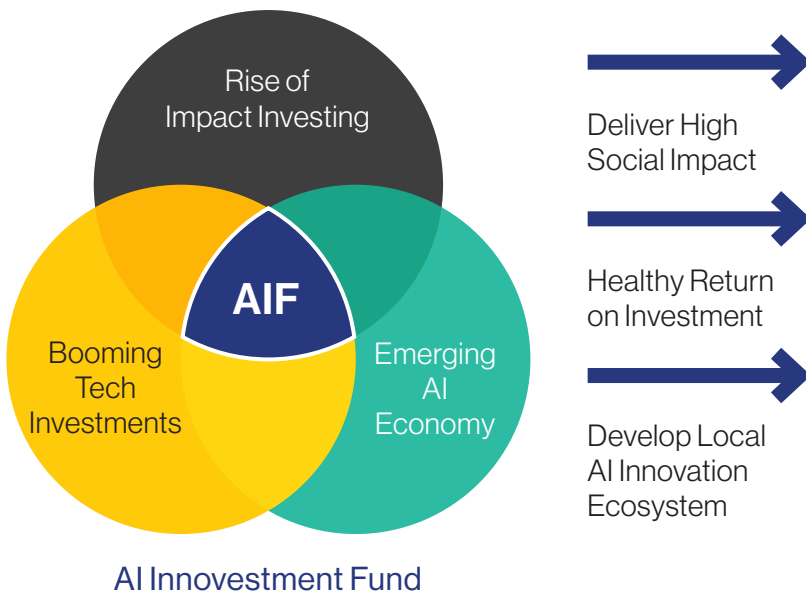 Rise of
Impact Investing
AIF
Booming
Tech
Investments
Emerging
AI
Economy
AI Innovestment Fund
Deliver High
Social Impact
Healthy Return
on Investment
Develop Local
AI Innovation
Ecosystem